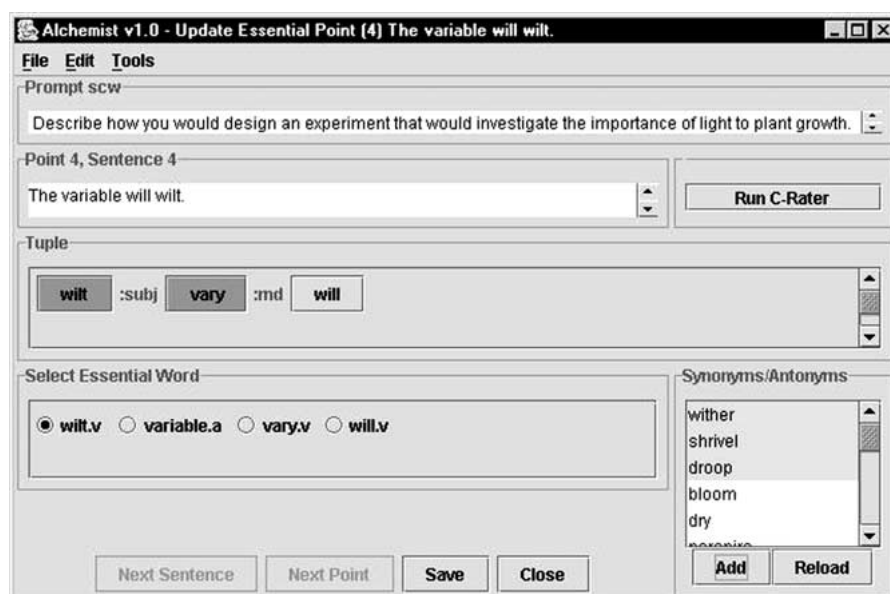 Alchemist v1.0 - Update Essential Point (4) The variable will wilt.
File Edit Tools
Prompt scw
Describe how you would design an experiment that would investigate the importance of light to plant growth.
Point 4, Sentence 4
The variable will wilt.
Run C-Rater
Tuple
wilt :subj vary :md will
Select Essential Word
wilt.v variable.a vary.v will.v
Synonyms/Antonyms
wither
shrivel
droop
bloom
dry
Next Sentence Next Point Save Close
Add Reload